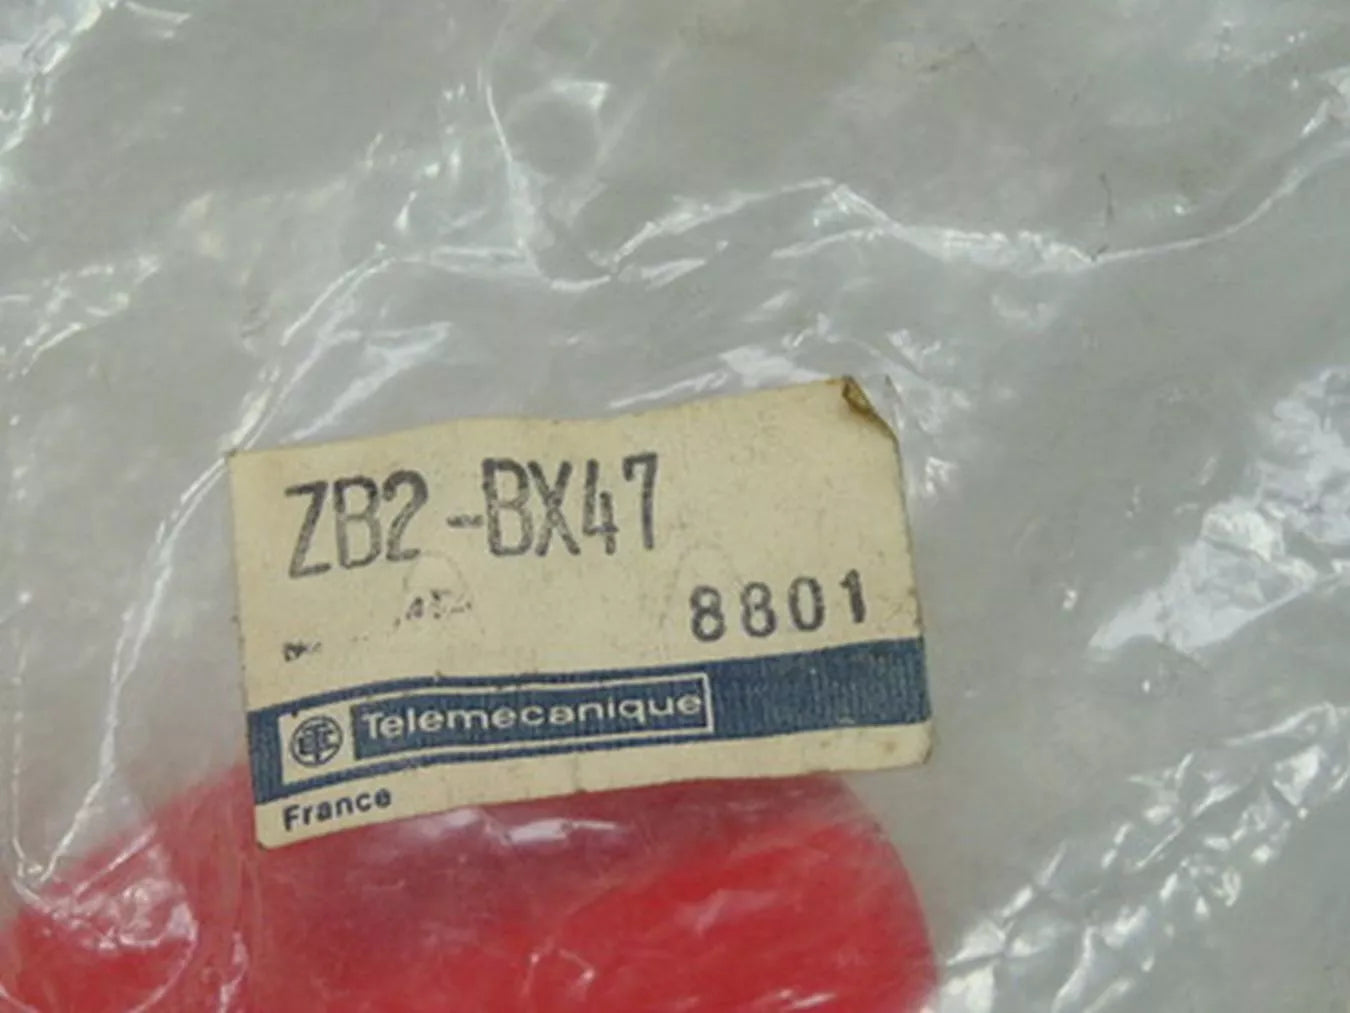 ZB2-BX47
8801
Telemecanique
France